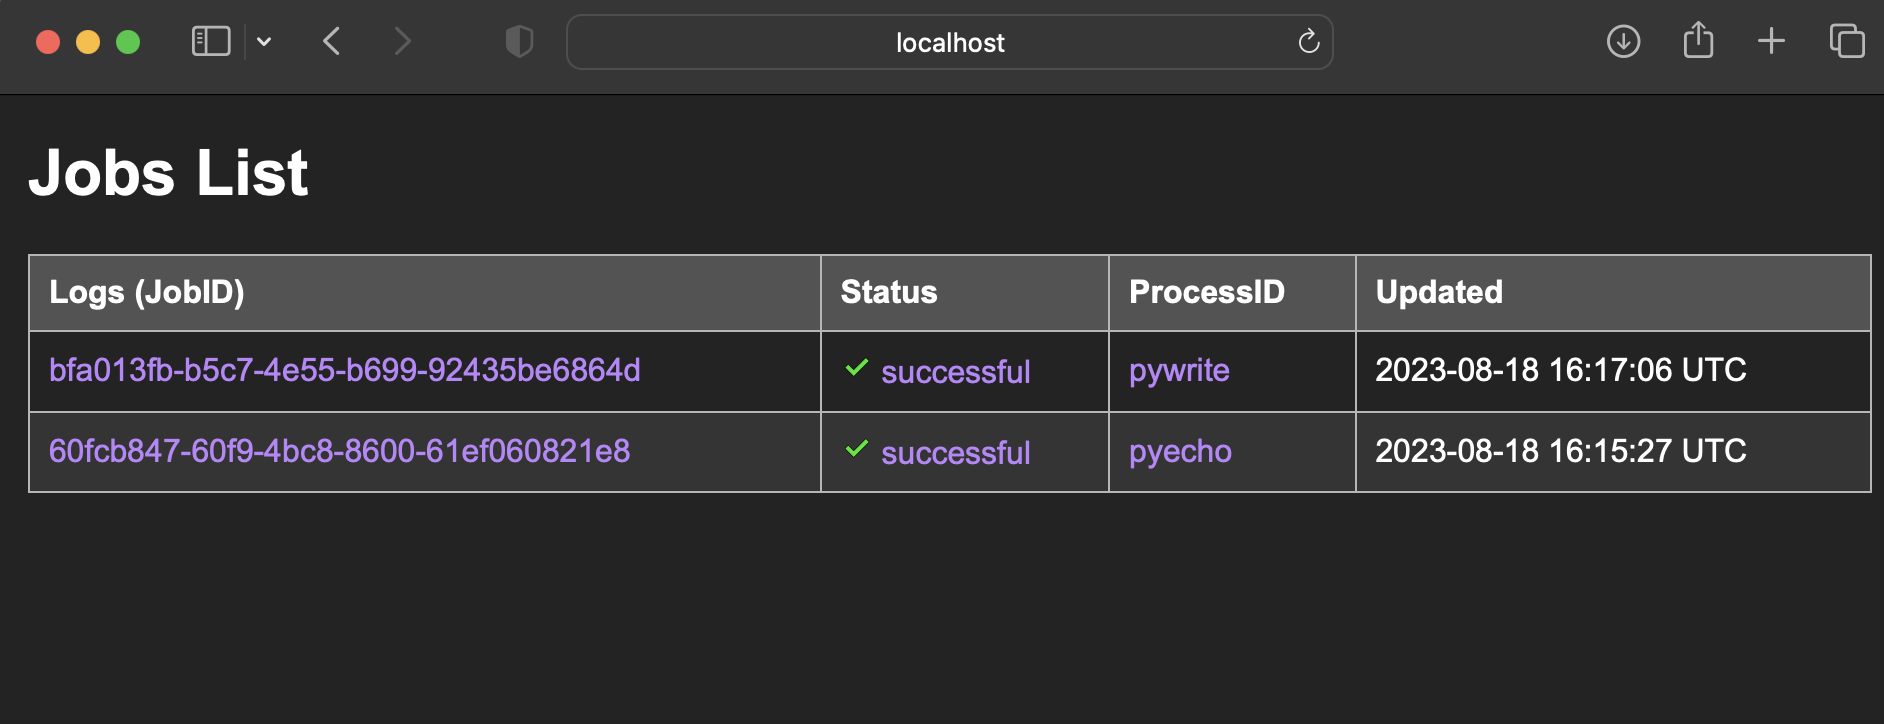 localhost
Jobs List
Logs (JobID) Status ProcessID Updated
bfa013fb-b5c7-4e55-b699-92435be6864d successful pywrite 2023-08-18 16:17:06 UTC
60fcb847-60f9-4bc8-8600-61ef060821e8 successful pyecho 2023-08-18 16:15:27 UTC